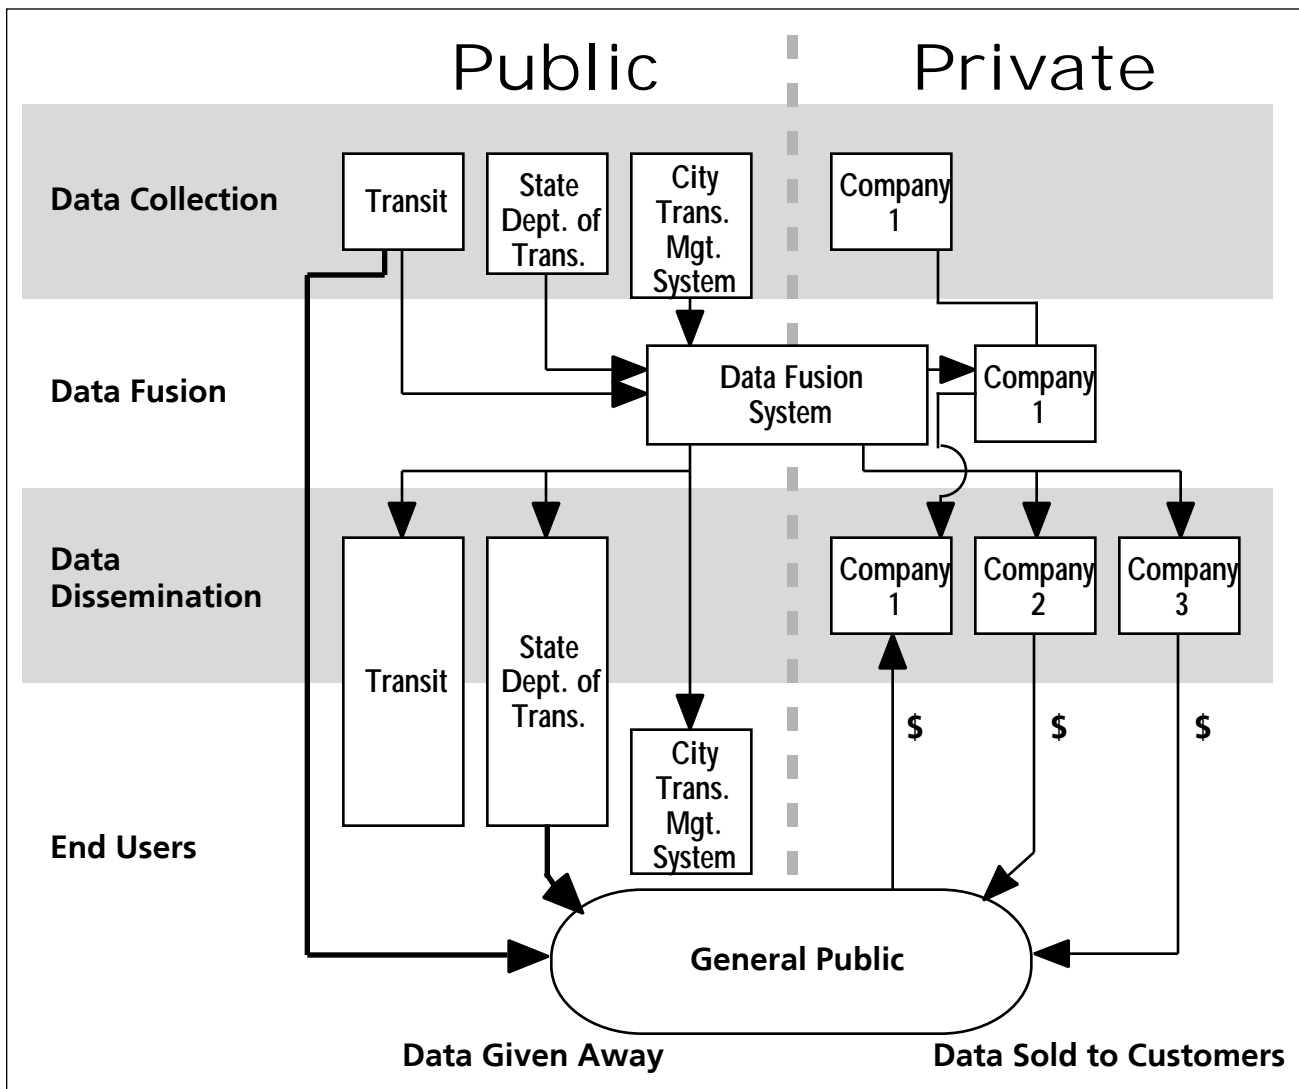 Public
Private
Data Collection
Transit
State
Dept. of
Trans.
City
Trans.
Mgt.
System
Company
1
Data Fusion
Data Fusion
System
Company
1
Data
Dissemination
Transit
State
Dept. of
Trans.
Company
1
Company
2
Company
3
$
$
$
City
Trans.
Mgt.
System
End Users
General Public
Data Given Away
Data Sold to Customers